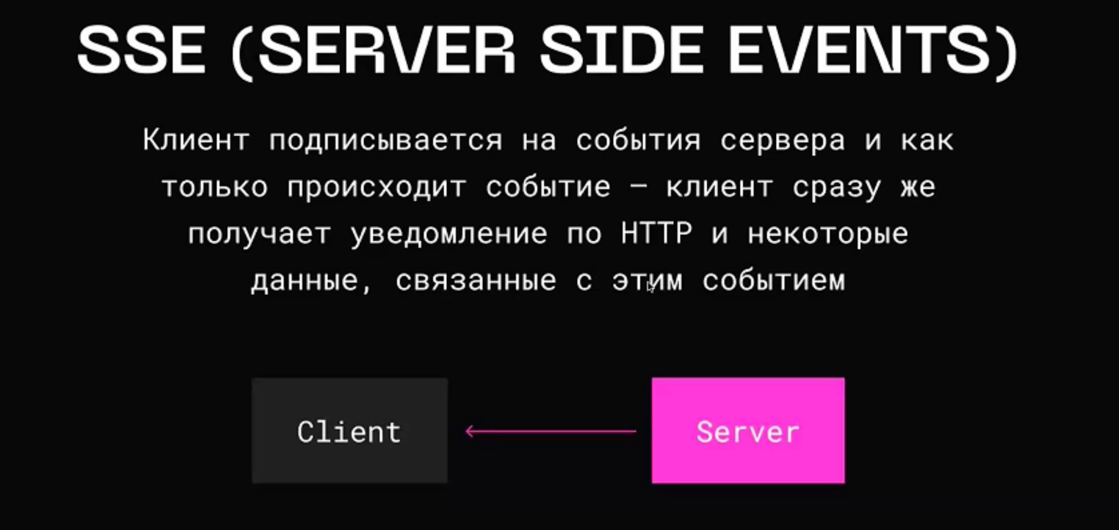 SSE (SERVER SIDE EVENTS)
Клиент подписывается на события сервера и как
только происходит событие – клиент сразу же
получает уведомление по HTTP и некоторые
данные, связанные с этим событием
Client
Server